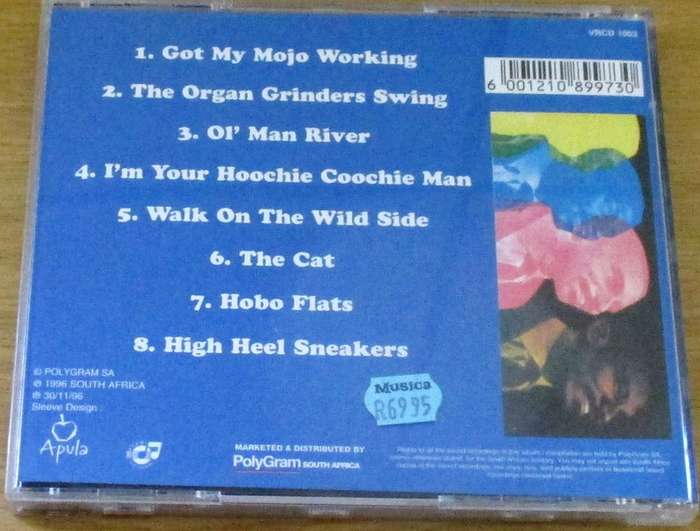 VRCD 1003
1. Got My Mojo Working
2. The Organ Grinders Swing
3. Ol' Man River
4. I'm Your Hoochie Coochie Man
5. Walk On The Wild Side
6. The Cat
7. Hobo Flats
8. High Heel Sneakers
6 001210 899730
© POLYGRAM SA
℗ 1996 SOUTH AFRICA
30/11/96
Sleeve Design
Apula
Musica
R69 95
MARKETED & DISTRIBUTED BY
PolyGram SOUTH AFRICA